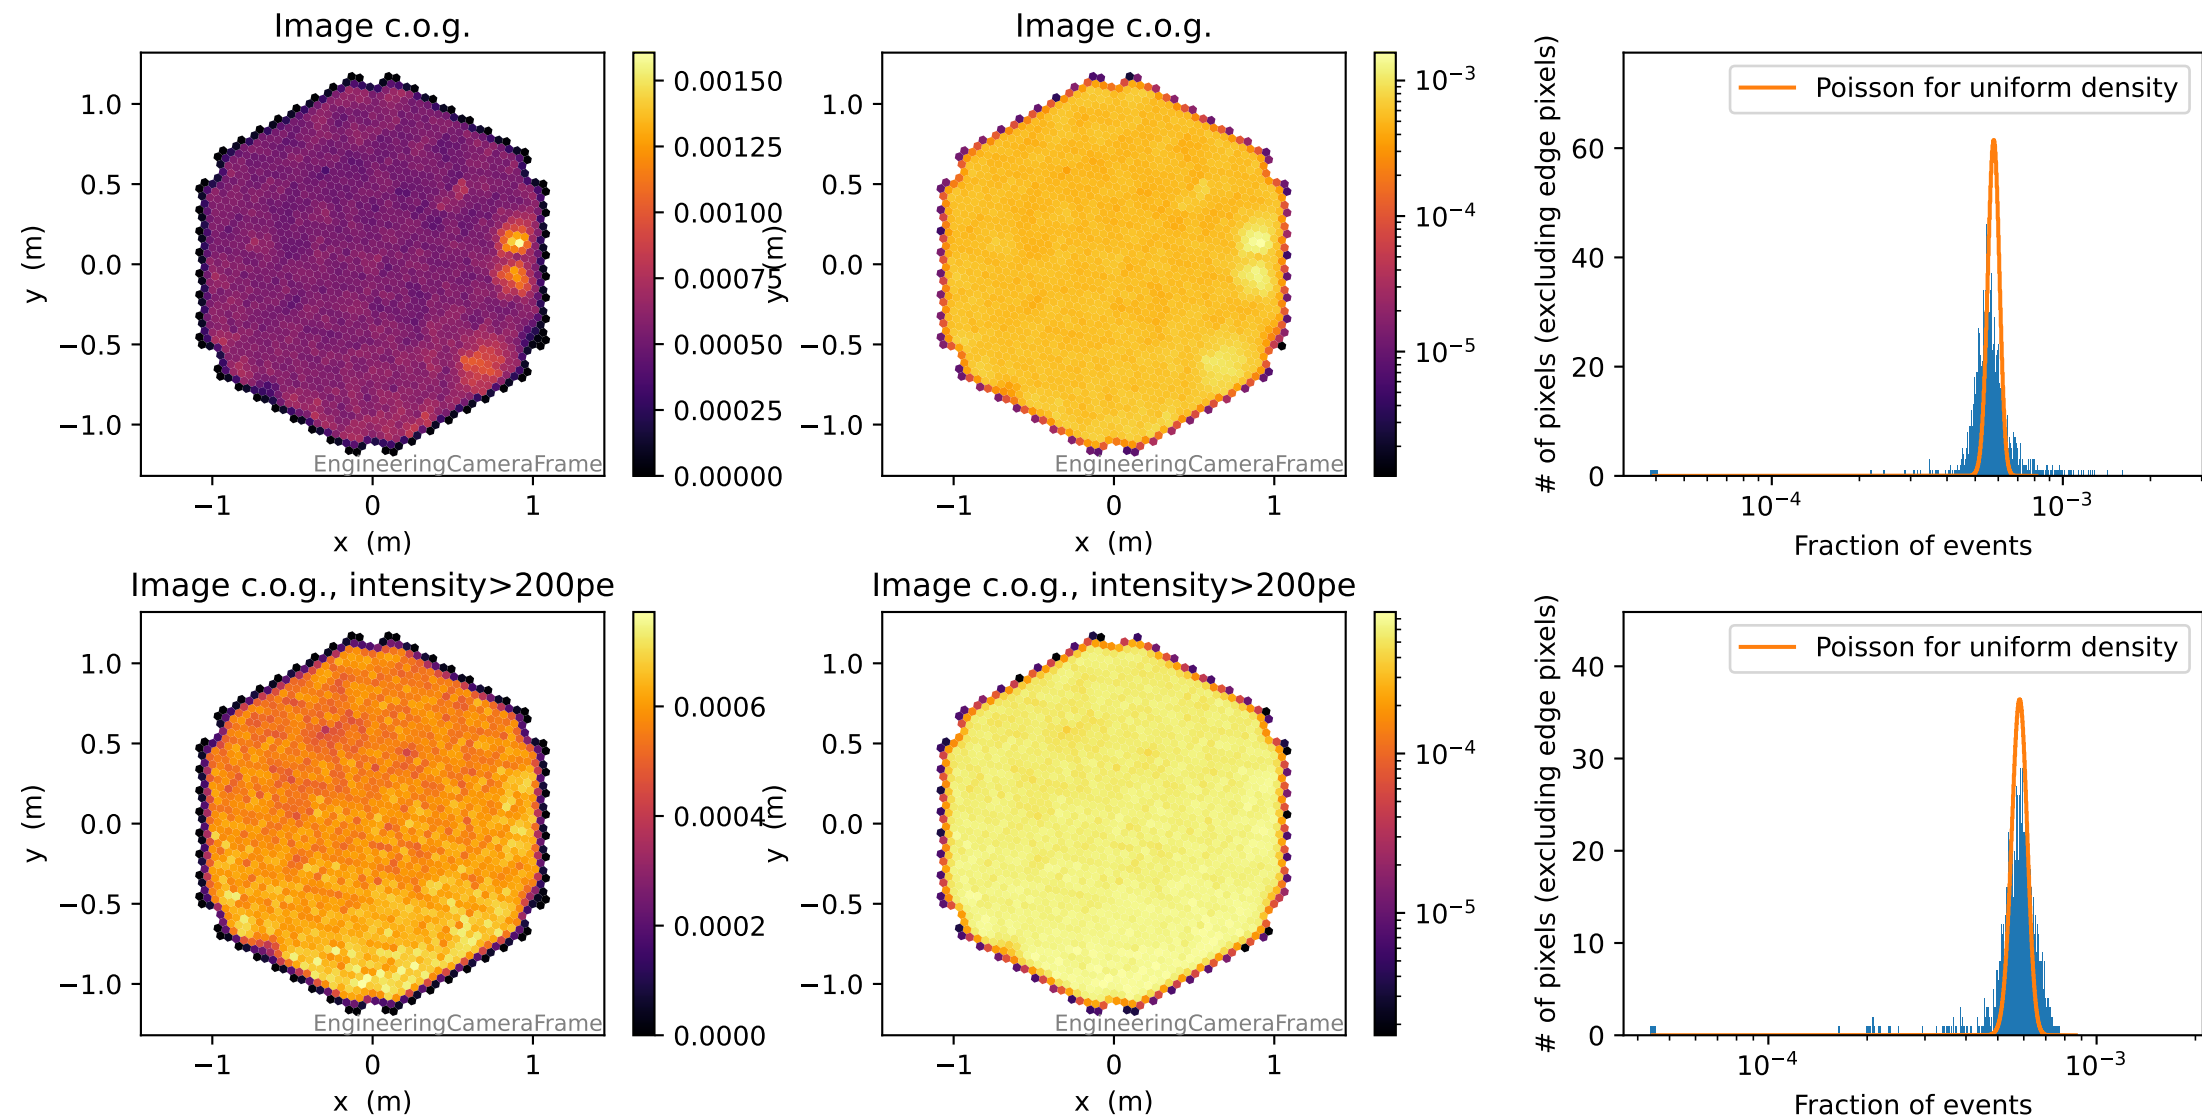 Image c.o.g.
1.0
0.5
0.0
−0.5
−1.0
y (m)
−1
0
1
x (m)
EngineeringCameraFrame
0.00150
0.00125
0.00100
0.00075
0.00050
0.00025
0.00000
Image c.o.g.
1.0
0.5
0.0
−0.5
−1.0
y (m)
−1
0
1
x (m)
EngineeringCameraFrame
10⁻³
10⁻⁴
10⁻⁵
# of pixels (excluding edge pixels)
60
40
20
0
Poisson for uniform density
10⁻⁴
10⁻³
Fraction of events
Image c.o.g., intensity>200pe
1.0
0.5
0.0
−0.5
−1.0
y (m)
−1
0
1
x (m)
EngineeringCameraFrame
0.0006
0.0004
0.0002
0.0000
Image c.o.g., intensity>200pe
1.0
0.5
0.0
−0.5
−1.0
y (m)
−1
0
1
x (m)
EngineeringCameraFrame
10⁻⁴
10⁻⁵
# of pixels (excluding edge pixels)
40
30
20
10
0
Poisson for uniform density
10⁻⁴
10⁻³
Fraction of events